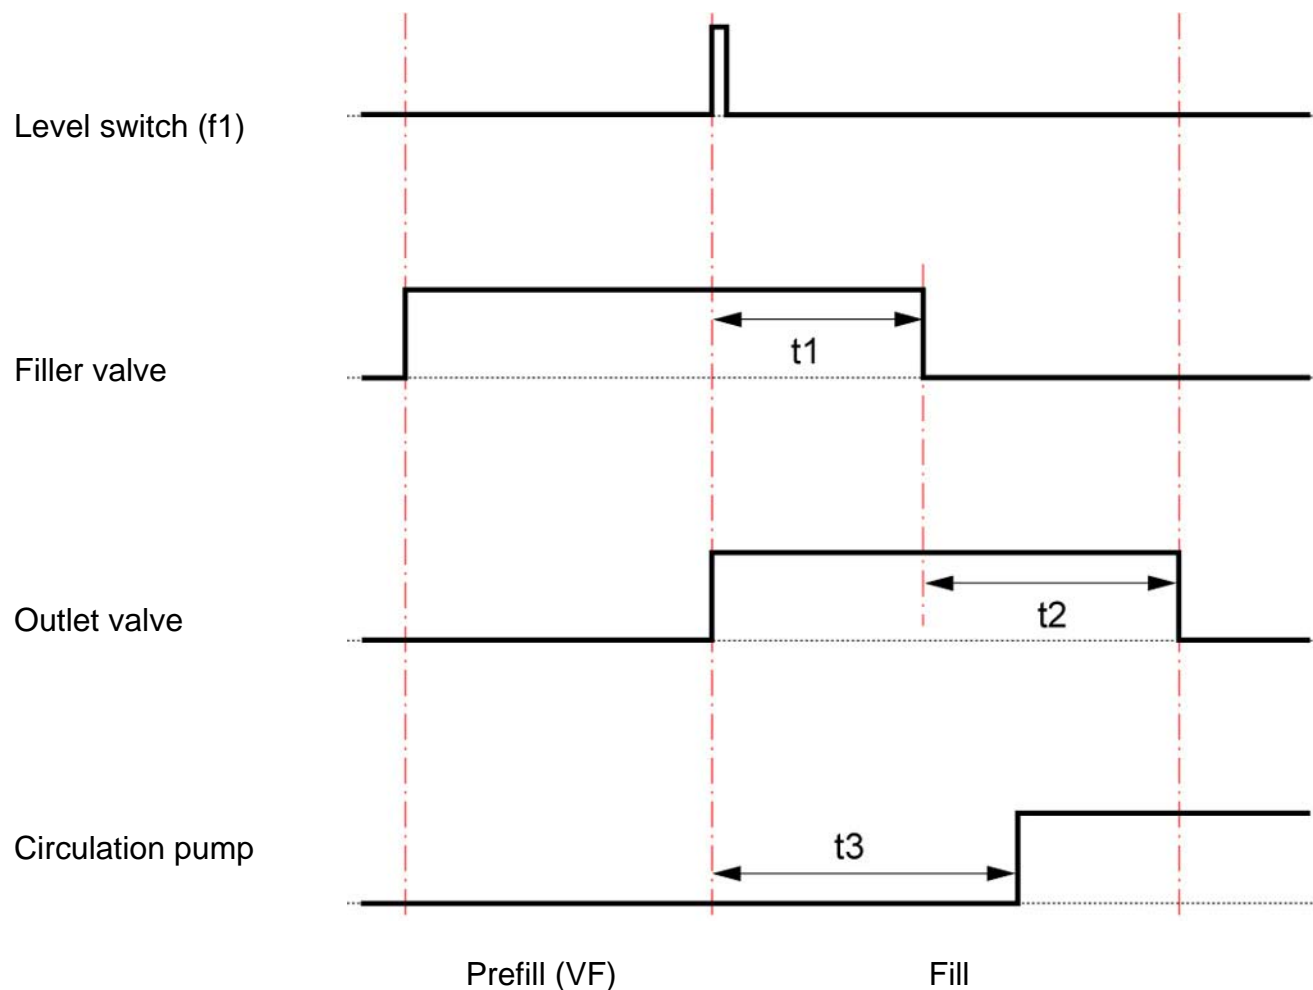 Level switch (f1)
t1
Filler valve
Outlet valve
t2
Circulation pump
t3
Prefill (VF)
Fill